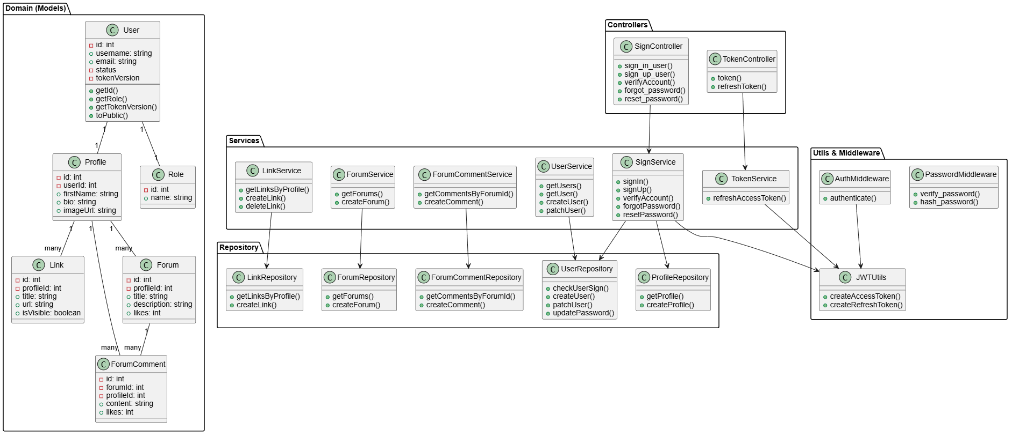 Domain (Models)
C User
id: int
username: string
email: string
status
tokenVersion
getId()
getRole()
getTokenVersion()
toPublic()
1
1
1
1
C Profile
id: int
userId: int
firstName: string
bio: string
imageUrl: string
C Role
id: int
name: string
1
1
1
many
many
C Link
id: int
profileId: int
title: string
url: string
isVisible: boolean
C Forum
id: int
profileId: int
title: string
description: string
likes: int
1
many
many
C ForumComment
id: int
forumId: int
profileId: int
content: string
likes: int
Controllers
C SignController
sign_in_user()
sign_up_user()
verifyAccount()
forgot_password()
reset_password()
C TokenController
token()
refreshToken()
Services
C LinkService
getLinksByProfile()
createLink()
deleteLink()
C ForumService
getForums()
createForum()
C ForumCommentService
getCommentsByForumId()
createComment()
C UserService
getUsers()
getUser()
createUser()
patchUser()
C SignService
signIn()
signUp()
verifyAccount()
forgotPassword()
resetPassword()
C TokenService
refreshAccessToken()
Utils & Middleware
C AuthMiddleware
authenticate()
C PasswordMiddleware
verify_password()
hash_password()
C JWTUtils
createAccessToken()
createRefreshToken()
Repository
C LinkRepository
getLinksByProfile()
createLink()
C ForumRepository
getForums()
createForum()
C ForumCommentRepository
getCommentsByForumId()
createComment()
C UserRepository
checkUserSign()
createUser()
patchUser()
updatePassword()
C ProfileRepository
getProfile()
createProfile()